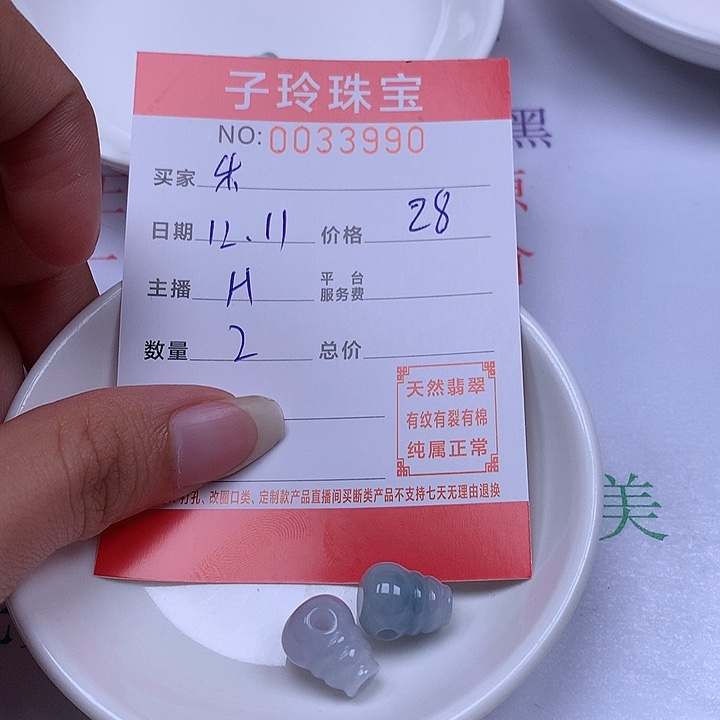 子玲珠宝
NO: 0033990
买家 朱
日期 12.11 价格 28
主播 H 平台服务费
数量 2 总价
天然翡翠
有纹有裂有棉
纯属正常
打孔、改圈口类、定制款产品直播间买断类产品不支持七天无理由退换
黑
美